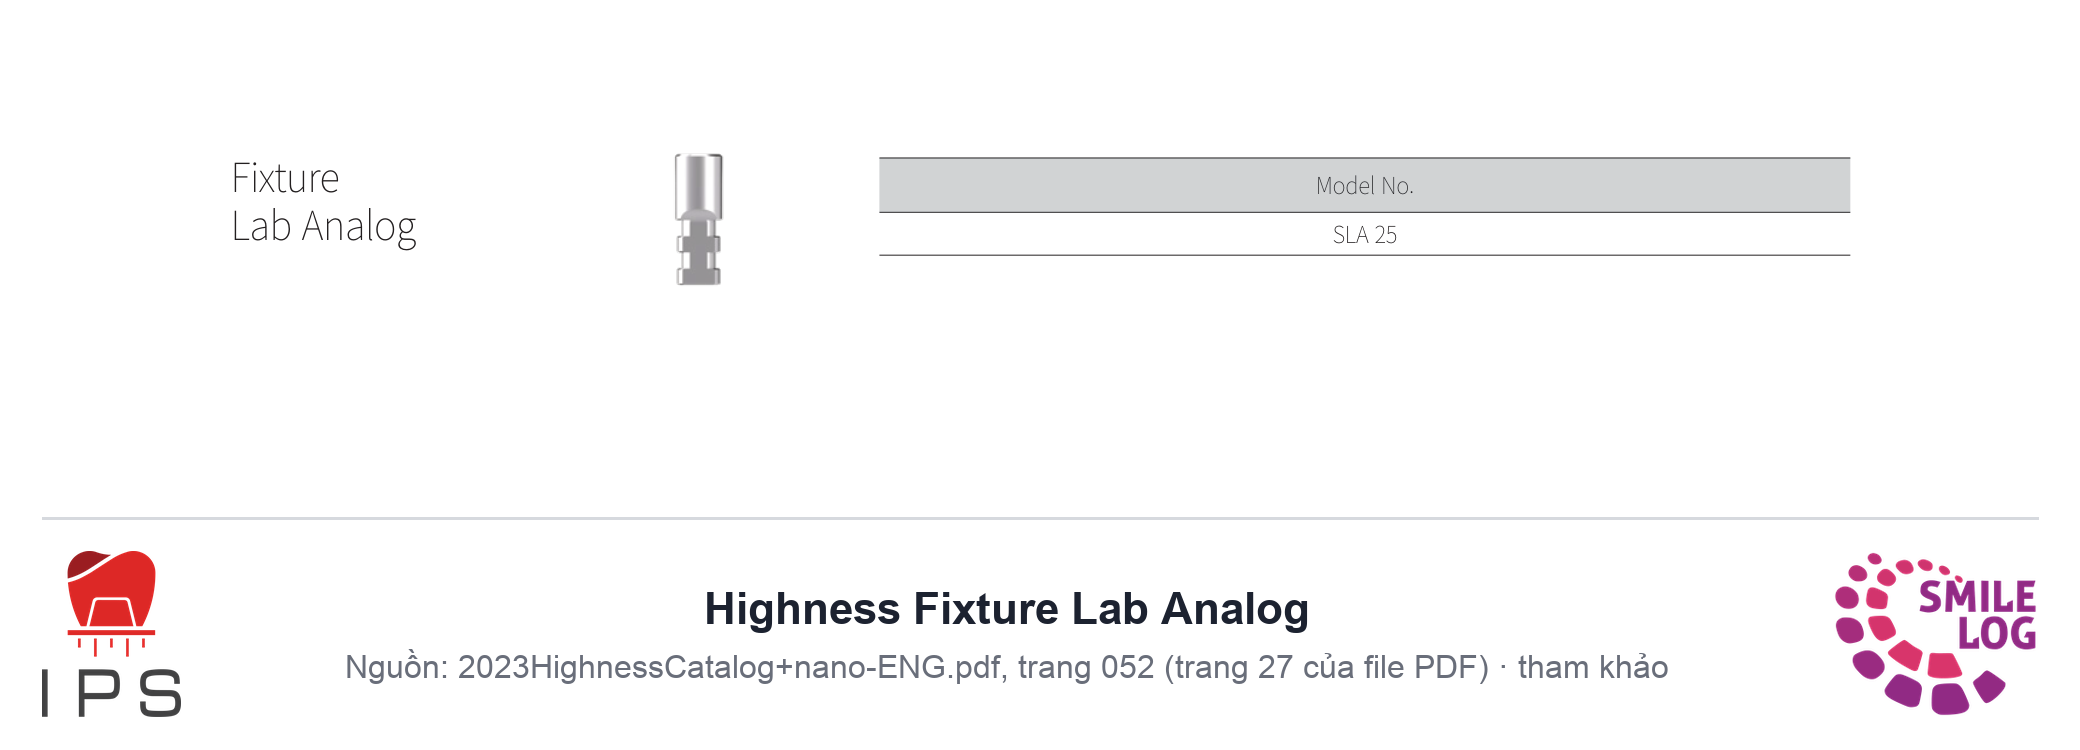 Fixture
Lab Analog
Model No.
SLA 25
IPS
Highness Fixture Lab Analog
Nguồn: 2023HighnessCatalog+nano-ENG.pdf, trang 052 (trang 27 của file PDF) · tham khảo
SMILE
LOG